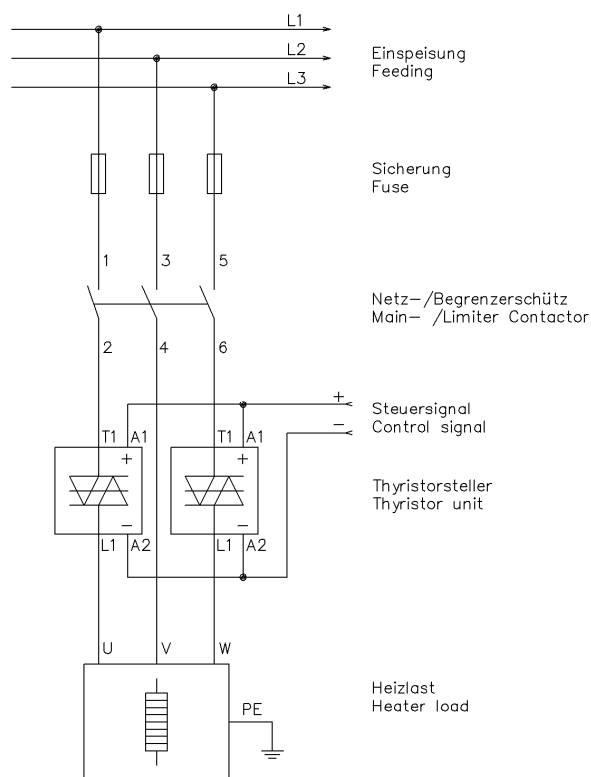 L1
L2
L3
Einspeisung
Feeding
Sicherung
Fuse
1 3 5
Netz-/Begrenzerschütz
Main- /Limiter Contactor
2 4 6
+
-
Steuersignal
Control signal
T1 A1 T1 A1
+ +
Thyristorsteller
Thyristor unit
- -
L1 A2 L1 A2
U V W
Heizlast
Heater load
PE